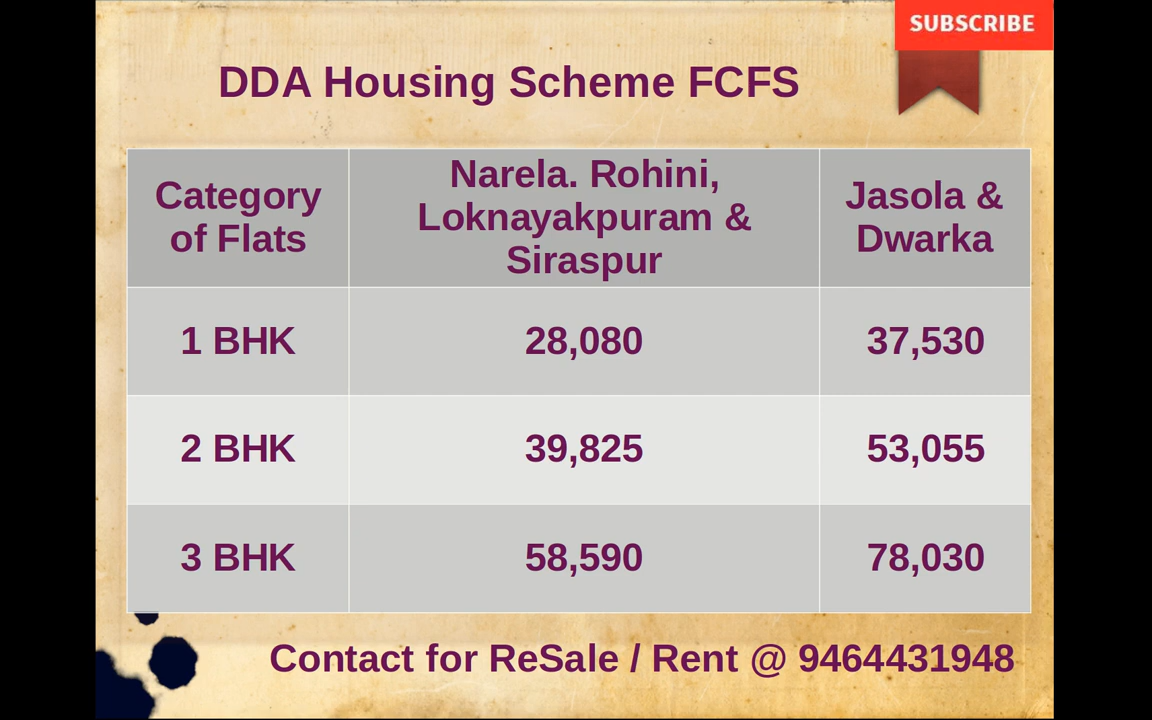 SUBSCRIBE
DDA Housing Scheme FCFS
Category
of Flats
Narela. Rohini,
Loknayakpuram &
Siraspur
Jasola &
Dwarka
1 BHK
28,080
37,530
2 BHK
39,825
53,055
3 BHK
58,590
78,030
Contact for ReSale / Rent @ 9464431948